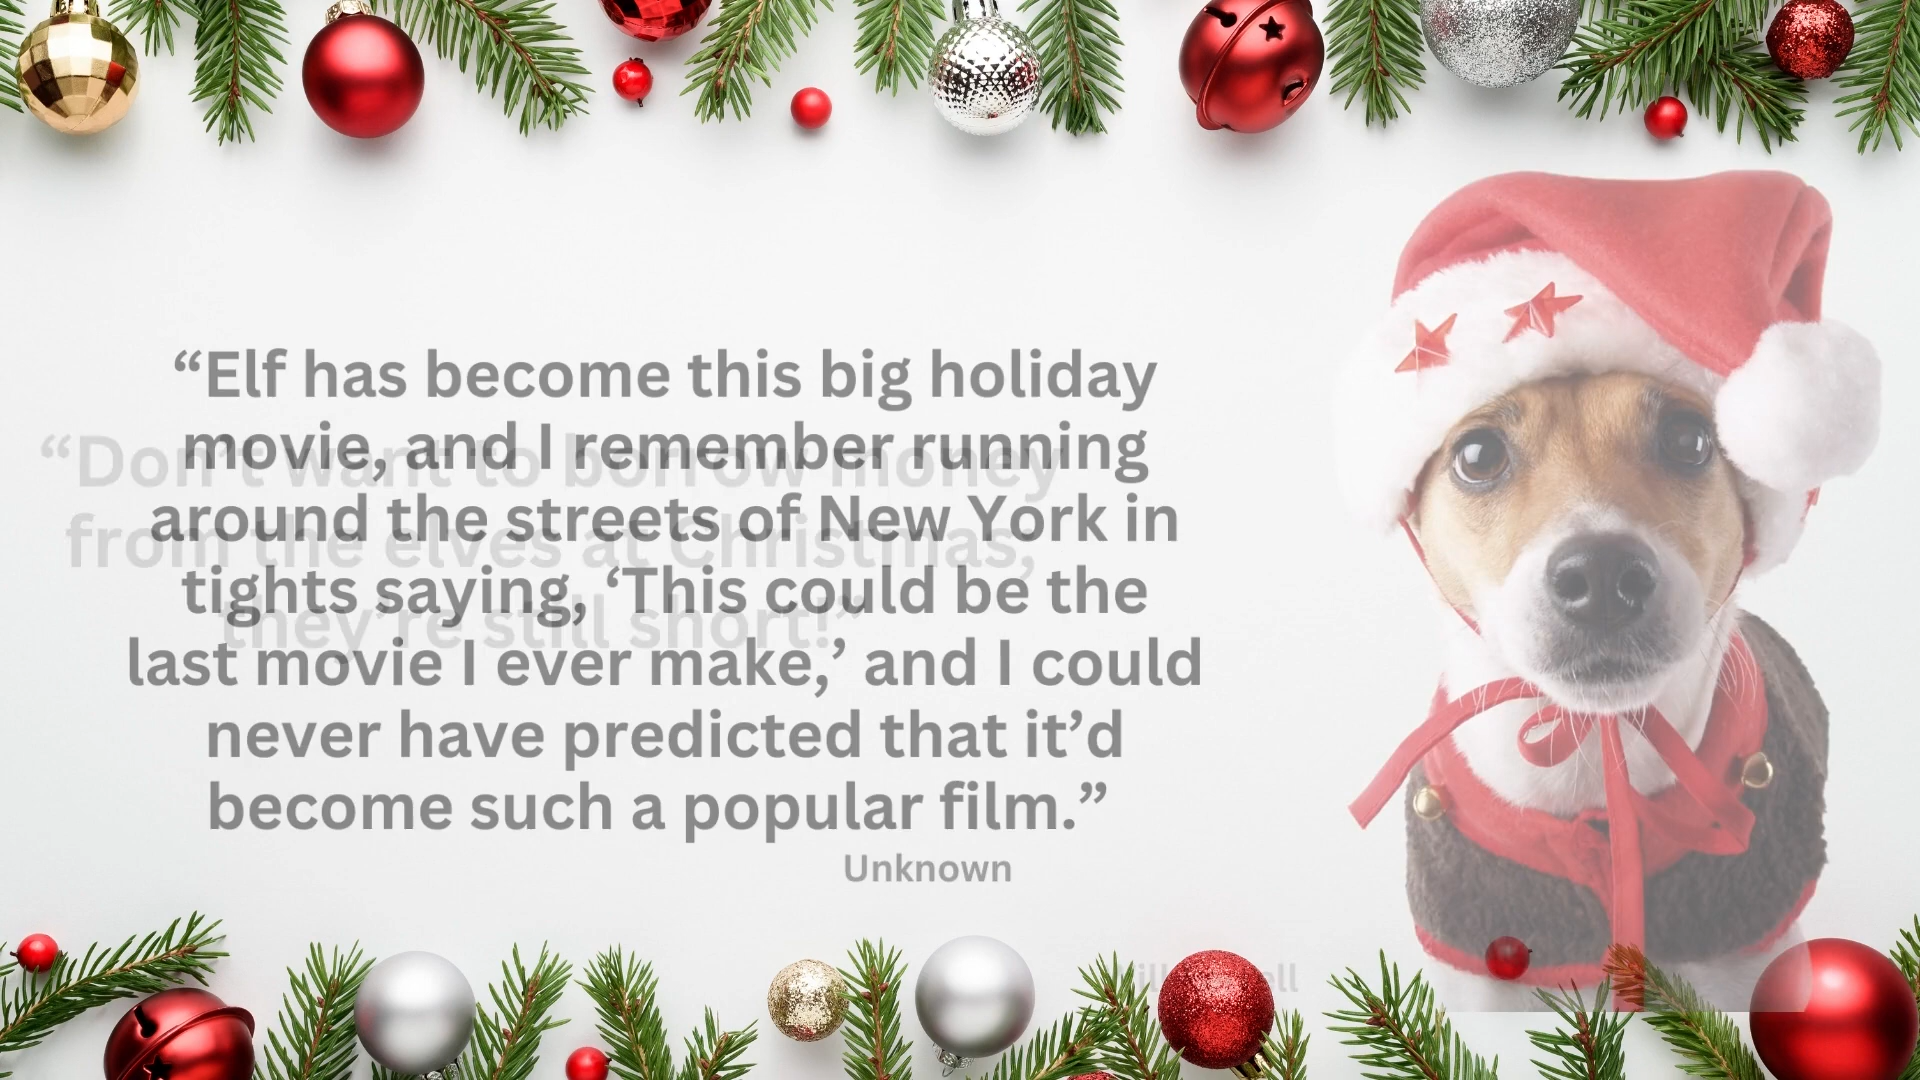 “Elf has become this big holiday
movie, and I remember running
around the streets of New York in
tights saying, ‘This could be the
last movie I ever make,’ and I could
never have predicted that it’d
become such a popular film.”
Unknown
“Don’t want to borrow money
from the elves at Christmas,
they’re still short!”